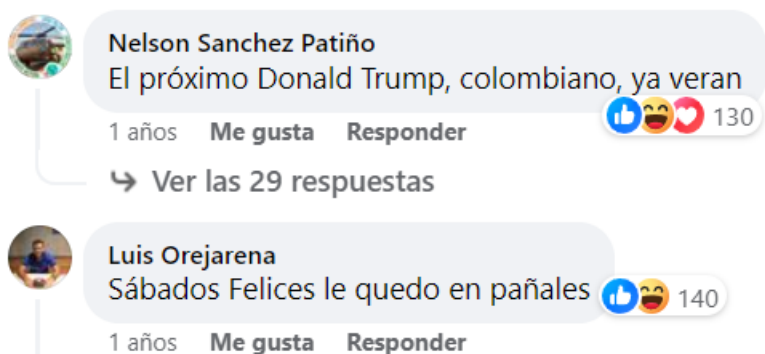 Nelson Sanchez Patiño
El próximo Donald Trump, colombiano, ya veran
1 años Me gusta Responder 130
Ver las 29 respuestas
Luis Orejarena
Sábados Felices le quedo en pañales 140
1 años Me gusta Responder